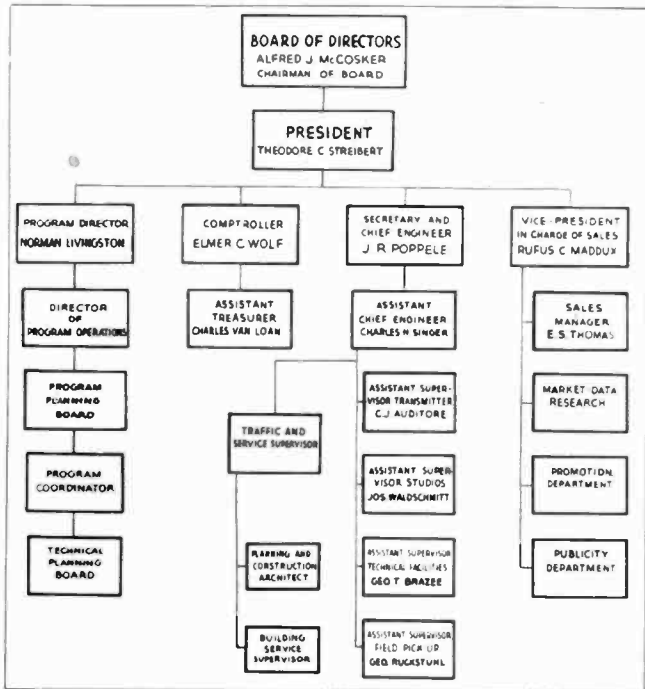 BOARD OF DIRECTORS
ALFRED J. McCOSKER
CHAIRMAN OF BOARD
PRESIDENT
THEODORE C STREIBERT
PROGRAM DIRECTOR
NORMAN LIVINGSTON
COMPTROLLER
ELMER C. WOLF
SECRETARY AND
CHIEF ENGINEER
J. R. POPPELE
VICE-PRESIDENT
IN CHARGE OF SALES
RUFUS C MADDUX
DIRECTOR
OF
PROGRAM OPERATIONS
ASSISTANT
TREASURER
CHARLES VAN LOAN
ASSISTANT
CHIEF ENGINEER
CHARLES H SINGER
SALES
MANAGER
E. S. THOMAS
PROGRAM
PLANNING
BOARD
TRAFFIC AND
SERVICE SUPERVISOR
ASSISTANT SUPER-
VISOR TRANSMITTER
C. J. AUDITORE
MARKET-DATA
RESEARCH
PROGRAM
COORDINATOR
ASSISTANT SUPER-
VISOR STUDIOS
JOS. WALDSCHMITT
PROMOTION
DEPARTMENT
TECHNICAL
PLANNING
BOARD
PLANNING AND
CONSTRUCTION
ARCHITECT
ASSISTANT SUPERVISOR
TECHNICAL FACILITIES
GEO T. BRAZEE
PUBLICITY
DEPARTMENT
BUILDING
SERVICE
SUPERVISOR
ASSISTANT SUPERVISOR
FIELD PICK UP
GEO. RUCKSTUHL